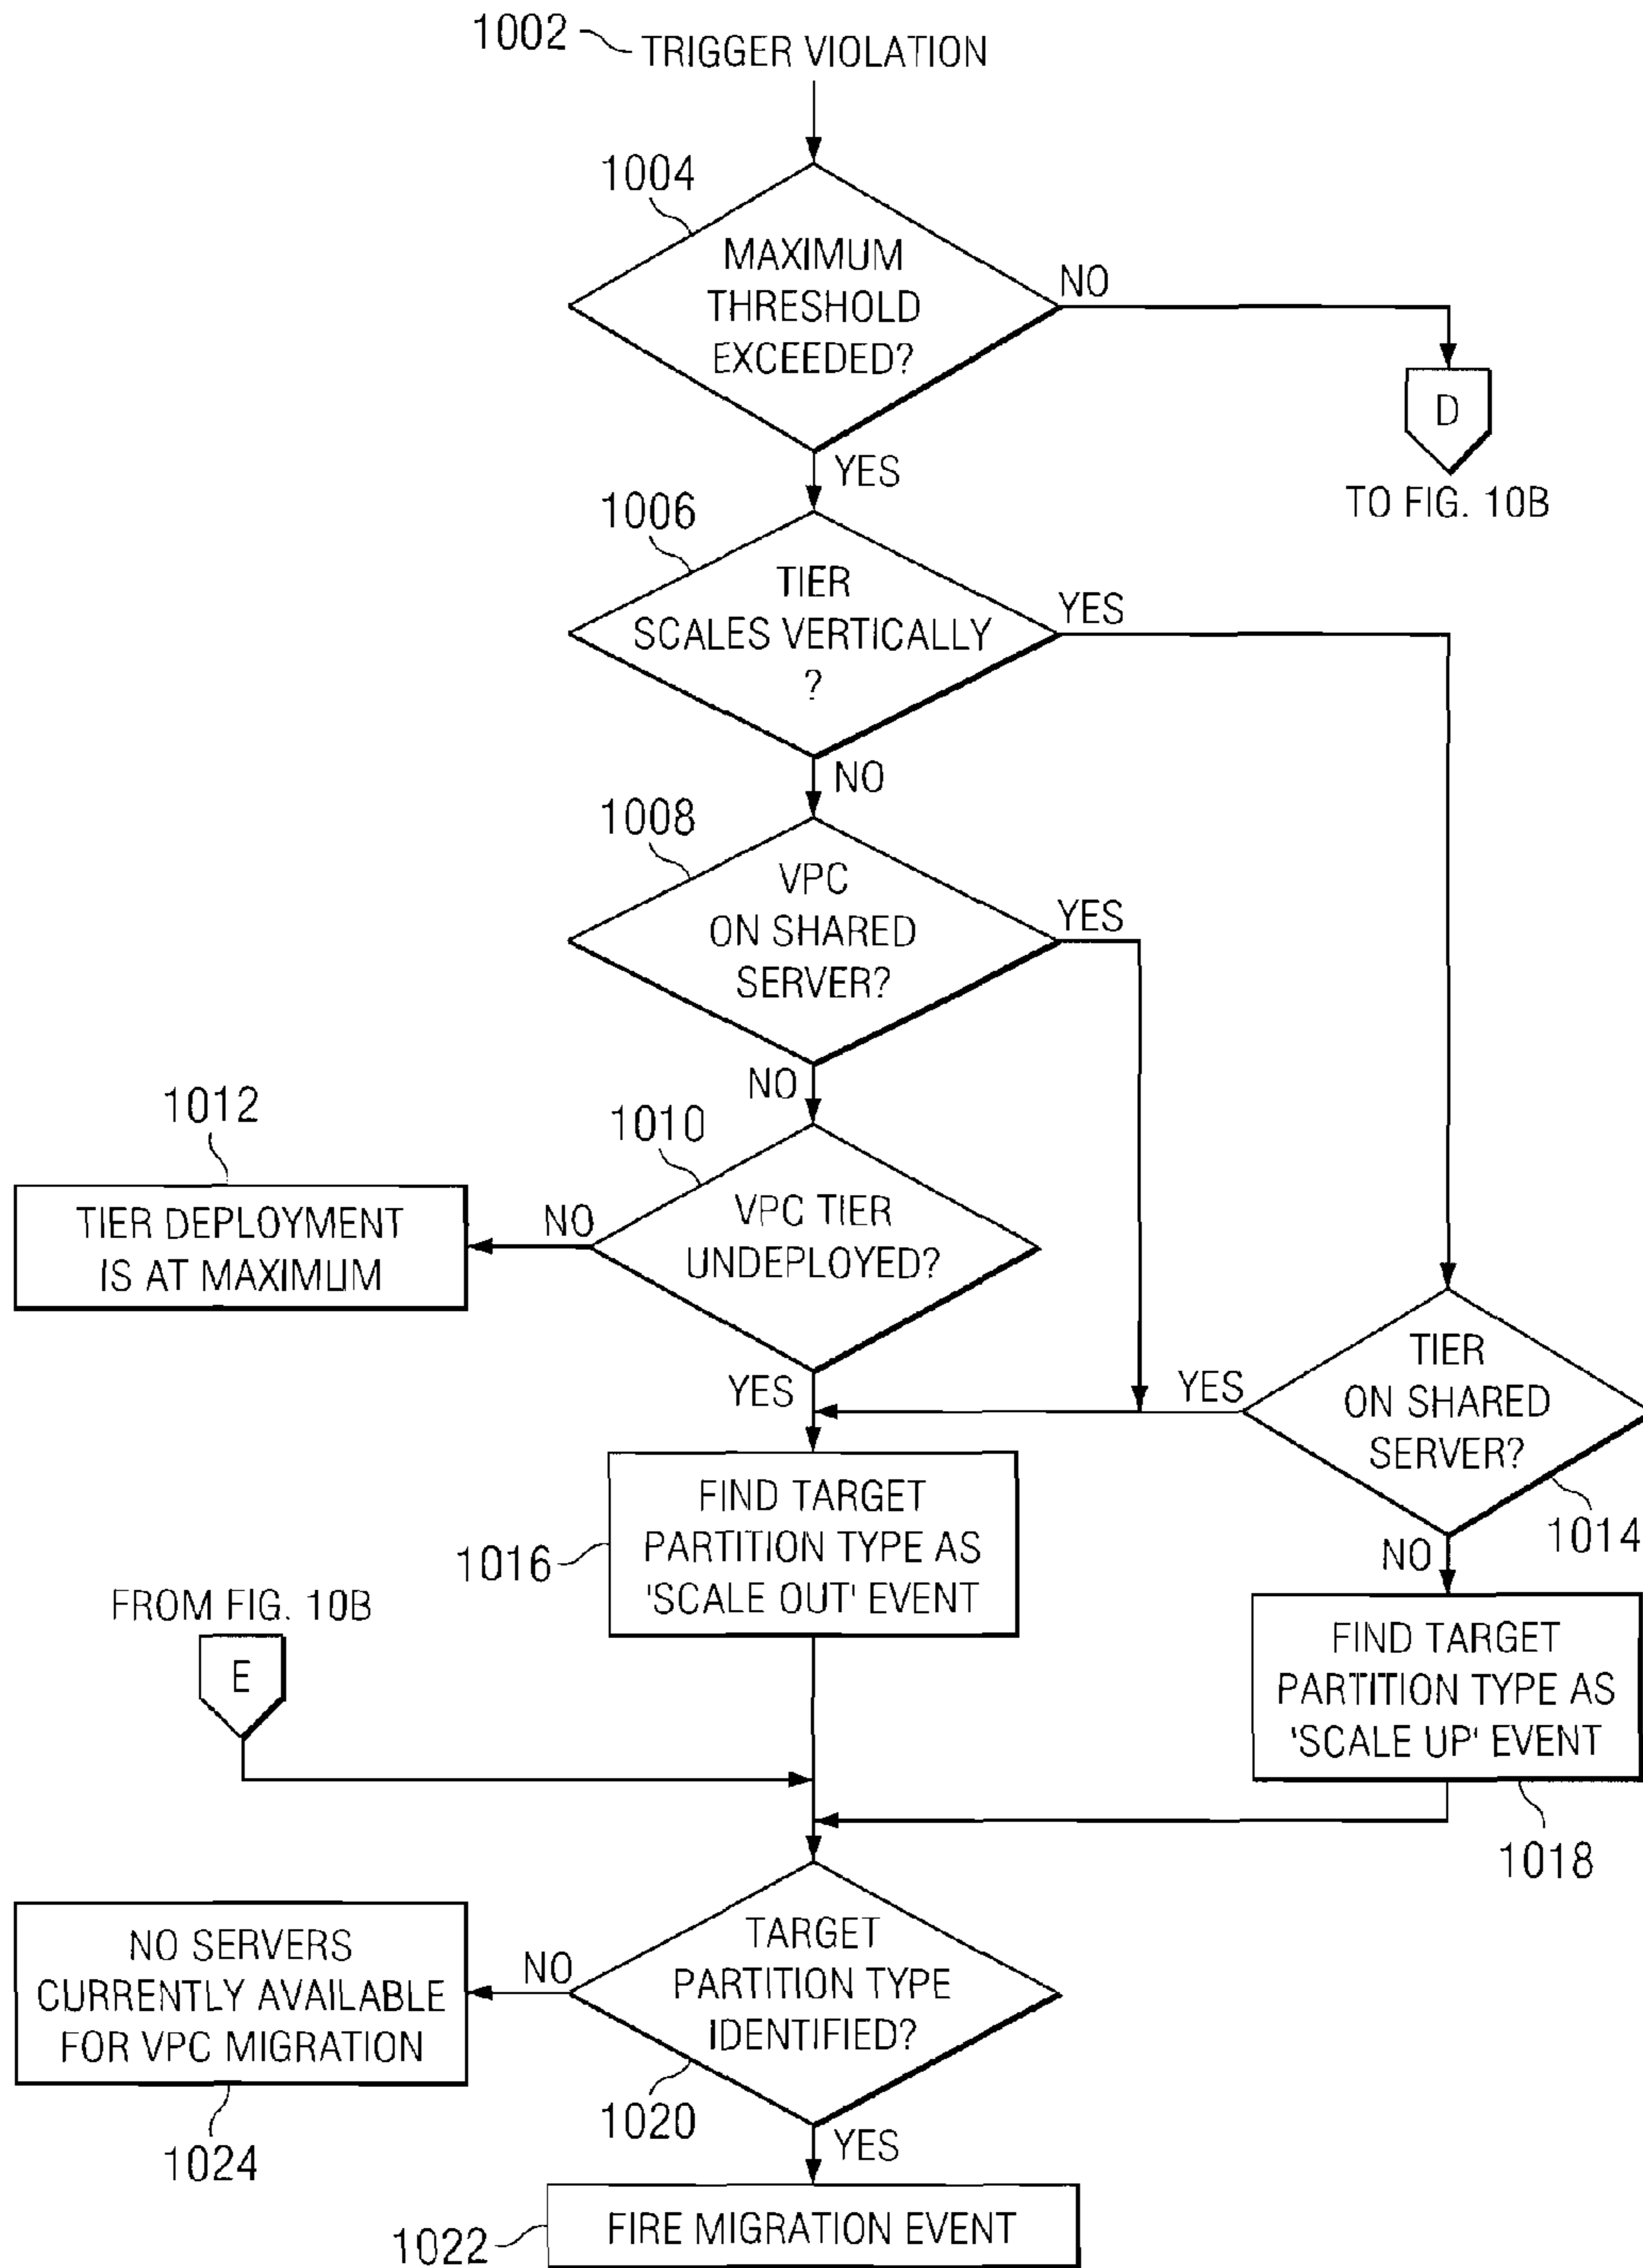 1002
TRIGGER VIOLATION
1004
MAXIMUM
THRESHOLD
EXCEEDED?
NO
D
TO FIG. 10B
YES
1006
TIER
SCALES VERTICALLY
?
YES
NO
1008
VPC
ON SHARED
SERVER?
YES
NO
1010
1012
VPC TIER
UNDEPLOYED?
NO
TIER DEPLOYMENT
IS AT MAXIMUM
YES
TIER
ON SHARED
SERVER?
YES
1014
NO
1016
FIND TARGET
PARTITION TYPE AS
'SCALE OUT' EVENT
FROM FIG. 10B
E
FIND TARGET
PARTITION TYPE AS
'SCALE UP' EVENT
1018
TARGET
PARTITION TYPE
IDENTIFIED?
NO
NO SERVERS
CURRENTLY AVAILABLE
FOR VPC MIGRATION
1020
1024
YES
1022
FIRE MIGRATION EVENT